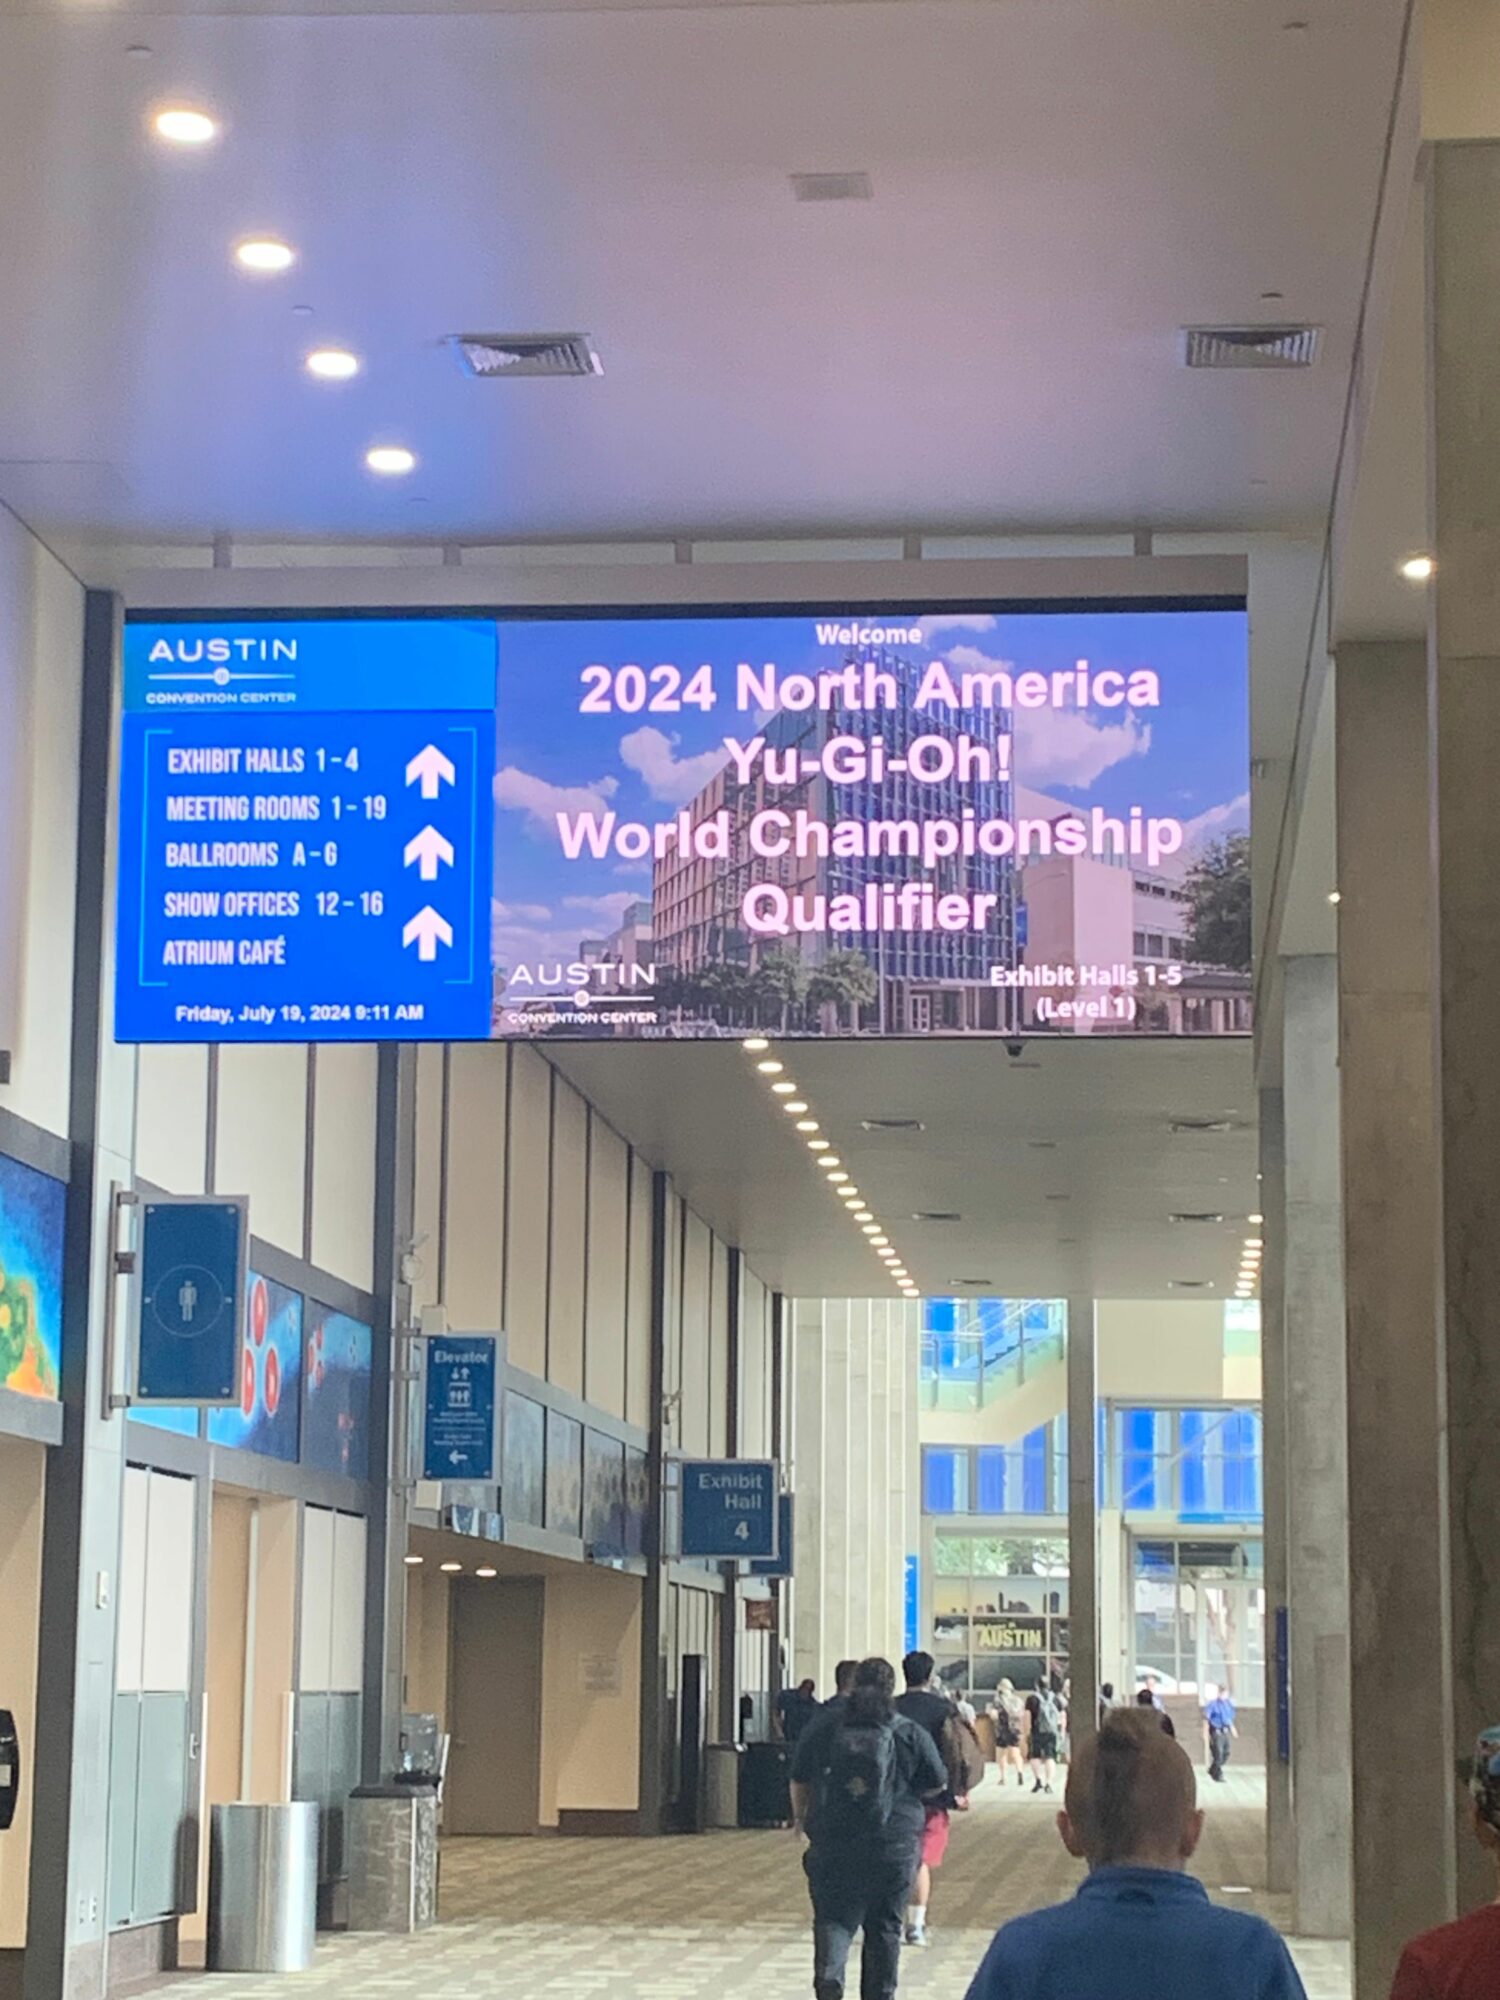 AUSTIN
CONVENTION CENTER
EXHIBIT HALLS 1-4
MEETING ROOMS 1-19
BALLROOMS A-G
SHOW OFFICES 12-16
ATRIUM CAFÉ
Friday, July 19, 2024 9:11 AM
Welcome
2024 North America
Yu-Gi-Oh!
World Championship
Qualifier
AUSTIN
CONVENTION CENTER
Exhibit Halls 1-5
(Level 1)
Elevator
Exhibit
Hall
4
AUSTIN